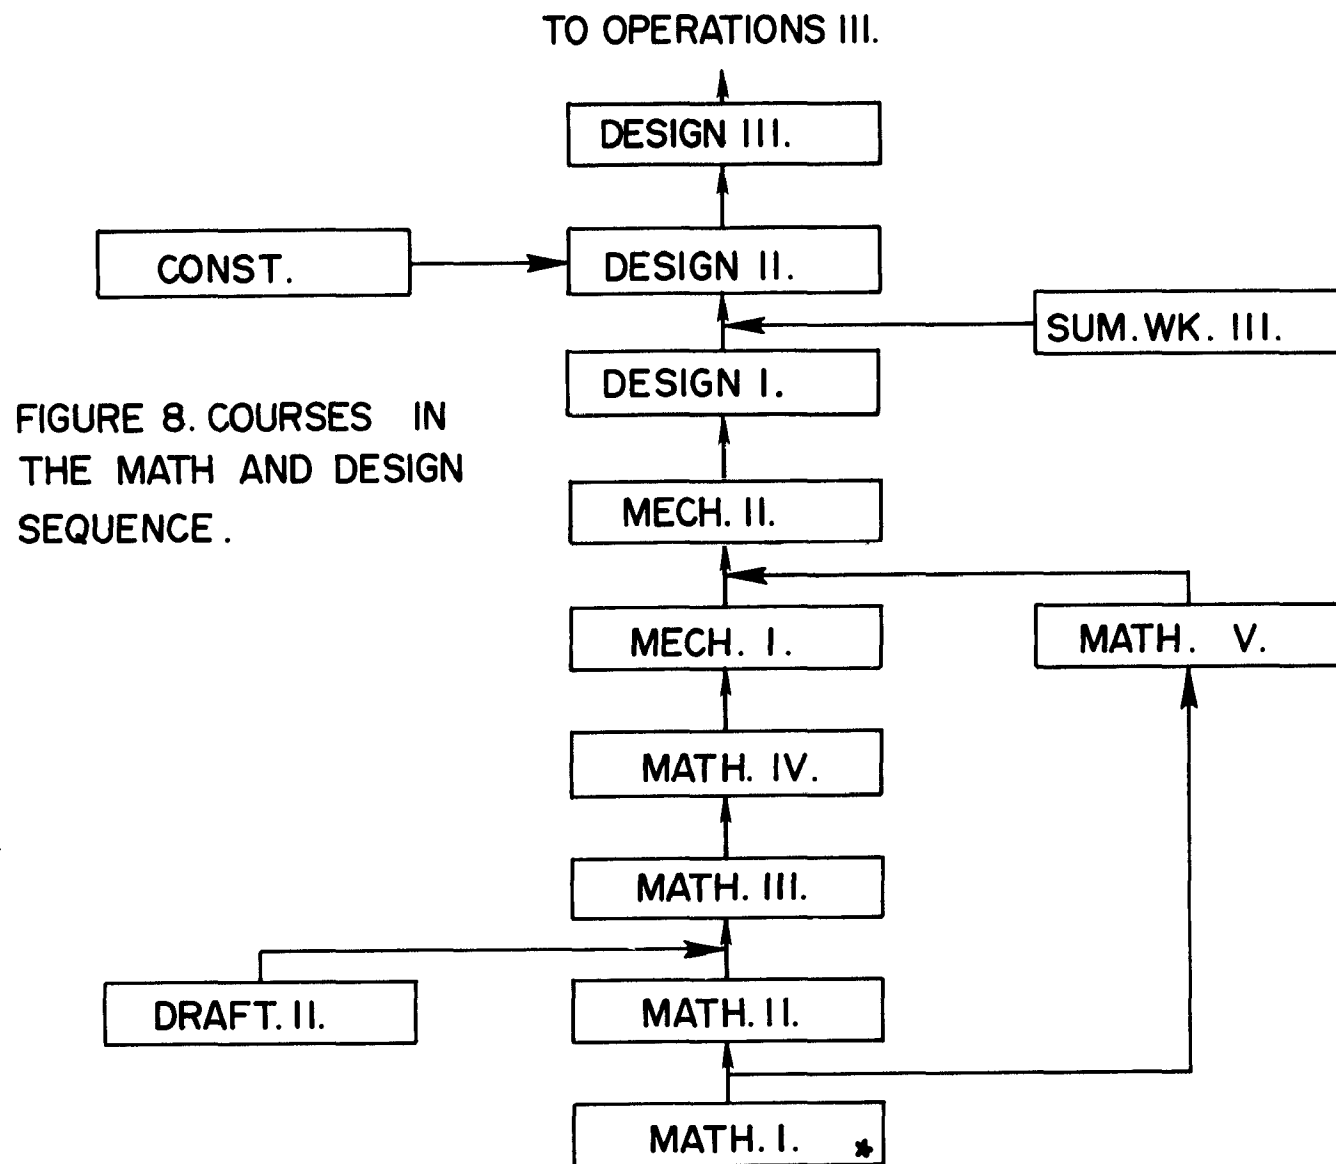 TO OPERATIONS III.
DESIGN III.
CONST.
DESIGN II.
SUM. WK. III.
DESIGN I.
FIGURE 8. COURSES IN
THE MATH AND DESIGN
SEQUENCE.
MECH. II.
MECH. I.
MATH. V.
MATH. IV.
MATH. III.
DRAFT. II.
MATH. II.
MATH. I. *